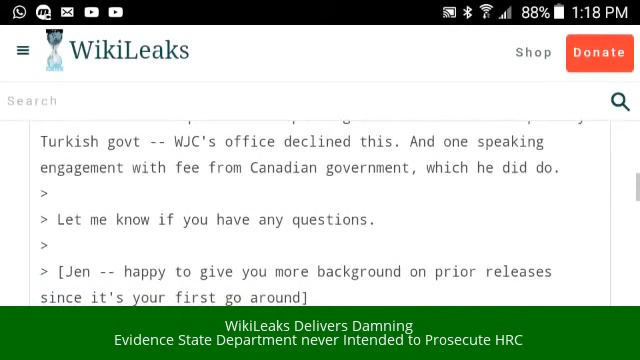 88% 1:18 PM
WikiLeaks
Shop Donate
Search
Turkish govt -- WJC's office declined this. And one speaking
engagement with fee from Canadian government, which he did do.
>
> Let me know if you have any questions.
>
> [Jen -- happy to give you more background on prior releases
since it's your first go around]
WikiLeaks Delivers Damning
Evidence State Department never Intended to Prosecute HRC